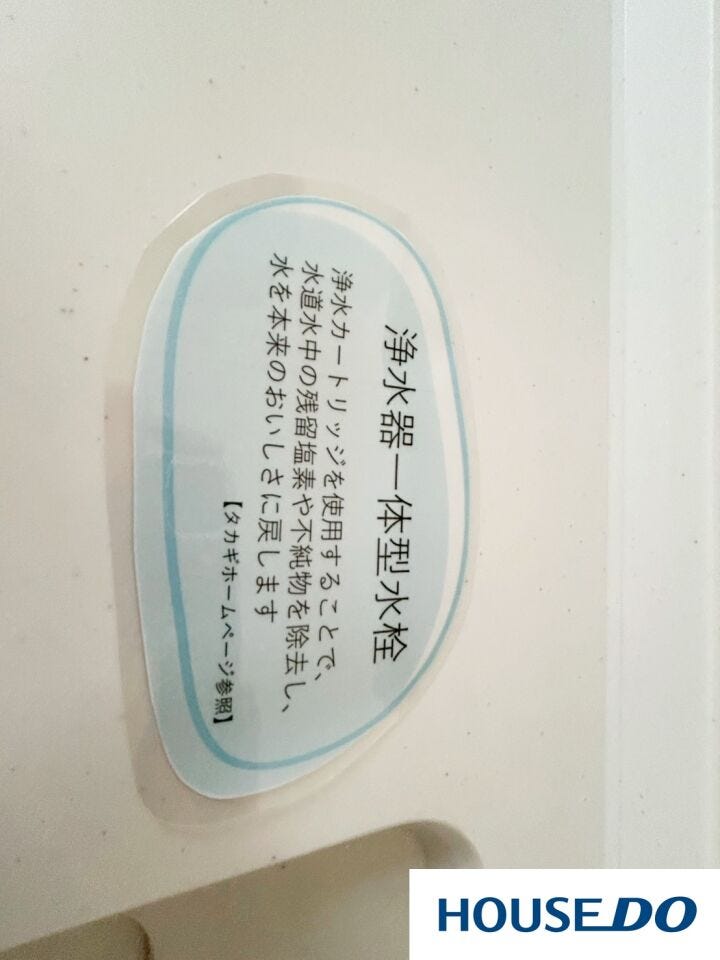 浄水器一体型水栓
浄水カートリッジを使用することで、
水道水中の残留塩素や不純物を除去し、
水を本来のおいしさに戻します
【タカギホームページ参照】
HOUSEDO